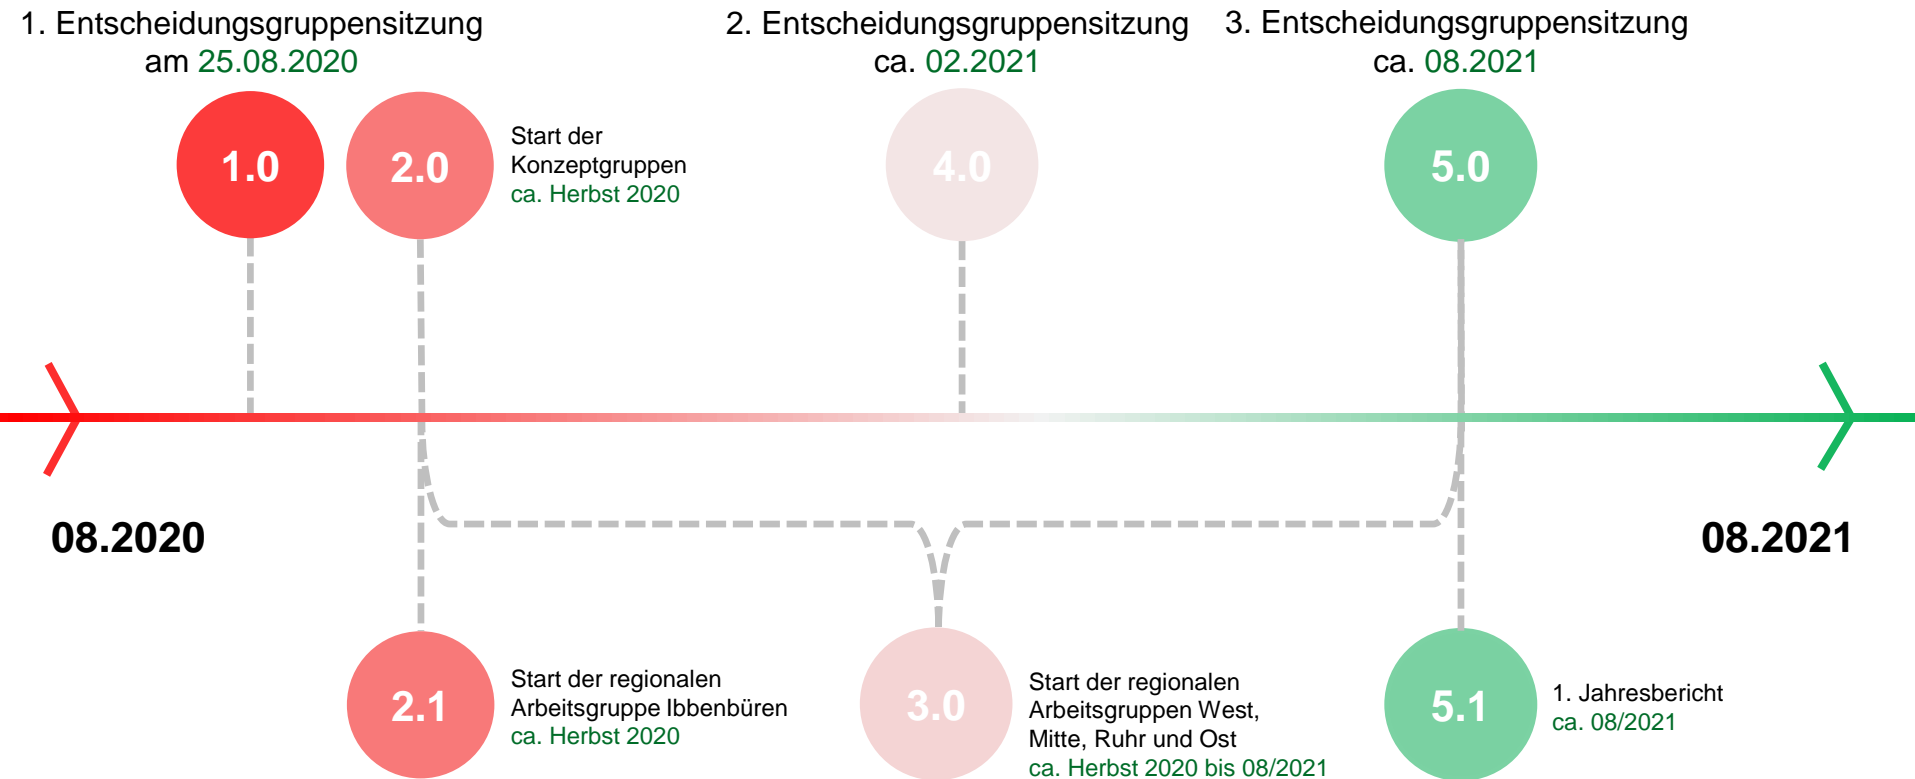 1. Entscheidungsgruppensitzung
am 25.08.2020
2. Entscheidungsgruppensitzung
ca. 02.2021
3. Entscheidungsgruppensitzung
ca. 08.2021
1.0
2.0
Start der
Konzeptgruppen
ca. Herbst 2020
4.0
5.0
08.2020
08.2021
2.1
Start der regionalen
Arbeitsgruppe Ibbenbüren
ca. Herbst 2020
3.0
Start der regionalen
Arbeitsgruppen West,
Mitte, Ruhr und Ost
ca. Herbst 2020 bis 08/2021
5.1
1. Jahresbericht
ca. 08/2021